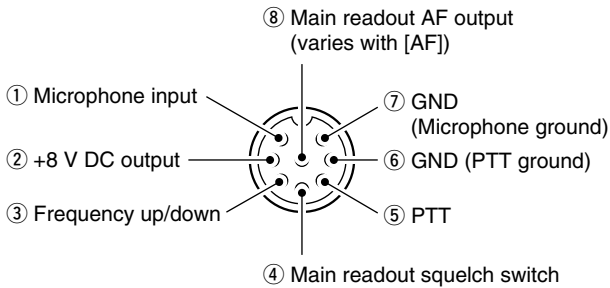 ⑧ Main readout AF output
(varies with [AF])
① Microphone input
② +8 V DC output
③ Frequency up/down
⑦ GND
(Microphone ground)
⑥ GND (PTT ground)
⑤ PTT
④ Main readout squelch switch